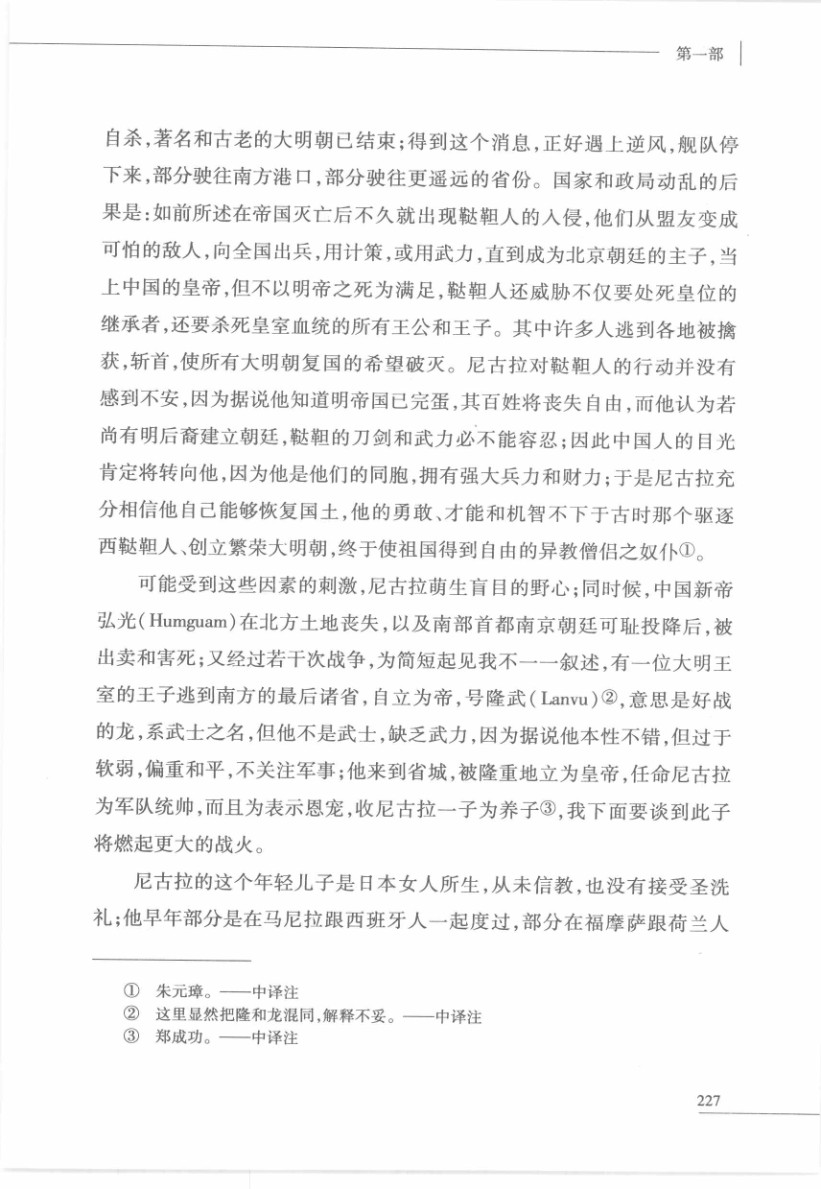 第一部
自杀,著名和古老的大明朝已结束;得到这个消息,正好遇上逆风,舰队停
下来,部分驶往南方港口,部分驶往更遥远的省份。国家和政局动乱的后
果是:如前所述在帝国灭亡后不久就出现鞑靼人的入侵,他们从盟友变成
可怕的敌人,向全国出兵,用计策,或用武力,直到成为北京朝廷的主子,当
上中国的皇帝,但不以明帝之死为满足,鞑靼人还威胁不仅要处死皇位的
继承者,还要杀死皇室血统的所有王公和王子。其中许多人逃到各地被擒
获,斩首,使所有大明朝复国的希望破灭。尼古拉对鞑靼人的行动并没有
感到不安,因为据说他知道明帝国已完蛋,其百姓将丧失自由,而他认为若
尚有明后裔建立朝廷,鞑靼的刀剑和武力必不能容忍;因此中国人的目光
肯定将转向他,因为他是他们的同胞,拥有强大兵力和财力;于是尼古拉充
分相信他自己能够恢复国土,他的勇敢、才能和机智不下于古时那个驱逐
西鞑靼人、创立繁荣大明朝,终于使祖国得到自由的异教僧侣之奴仆①。
可能受到这些因素的刺激,尼古拉萌生盲目的野心;同时候,中国新帝
弘光(Humguam)在北方土地丧失,以及南部首都南京朝廷可耻投降后,被
出卖和害死;又经过若干次战争,为简短起见我不一一叙述,有一位大明王
室的王子逃到南方的最后诸省,自立为帝,号隆武(Lanvu)②,意思是好战
的龙,系武士之名,但他不是武士,缺乏武力,因为据说他本性不错,但过于
软弱,偏重和平,不关注军事;他来到省城,被隆重地立为皇帝,任命尼古拉
为军队统帅,而且为表示恩宠,收尼古拉一子为养子③,我下面要谈到此子
将燃起更大的战火。
尼古拉的这个年轻儿子是日本女人所生,从未信教,也没有接受圣洗
礼;他早年部分是在马尼拉跟西班牙人一起度过,部分在福摩萨跟荷兰人
① 朱元璋。——中译注
② 这里显然把隆和龙混同,解释不妥。——中译注
③ 郑成功。——中译注
227